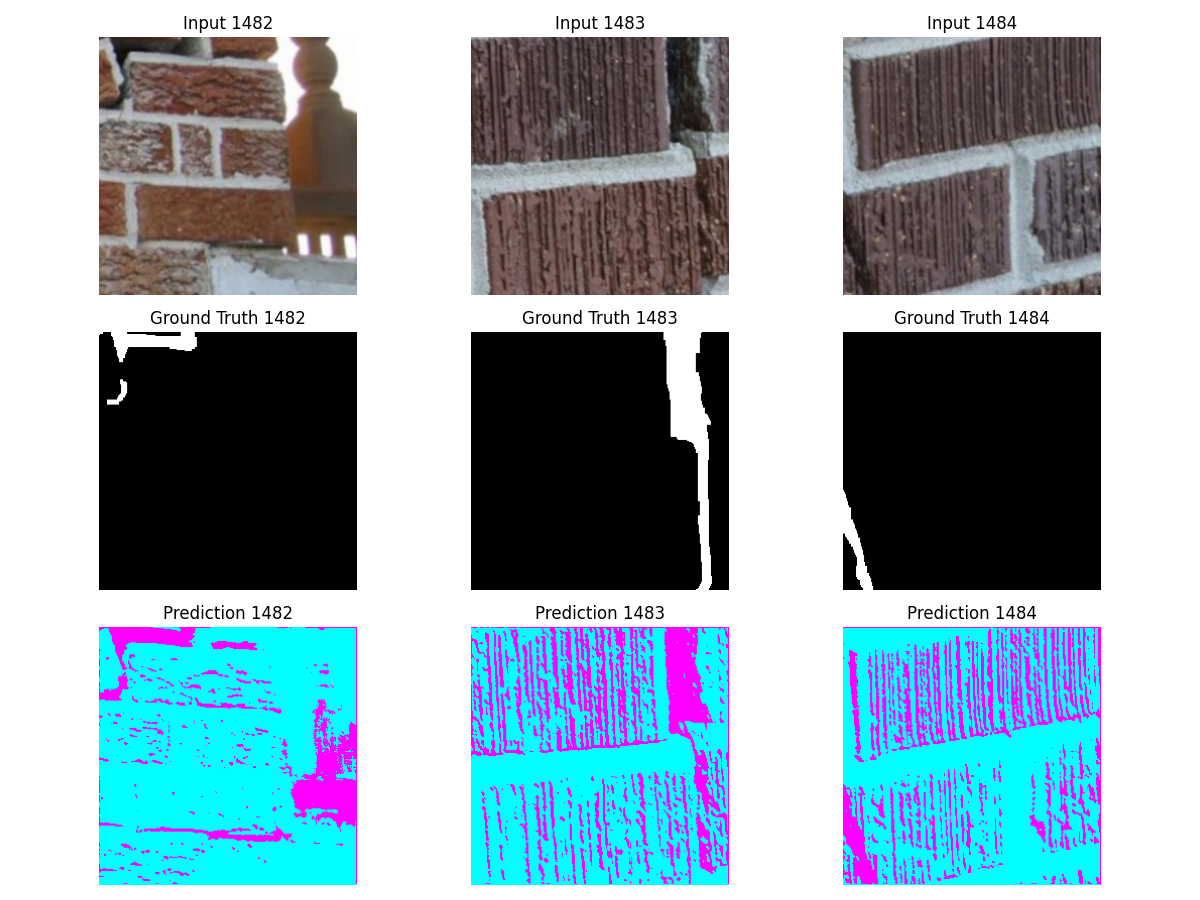 Input 1482
Input 1483
Input 1484
Ground Truth 1482
Ground Truth 1483
Ground Truth 1484
Prediction 1482
Prediction 1483
Prediction 1484